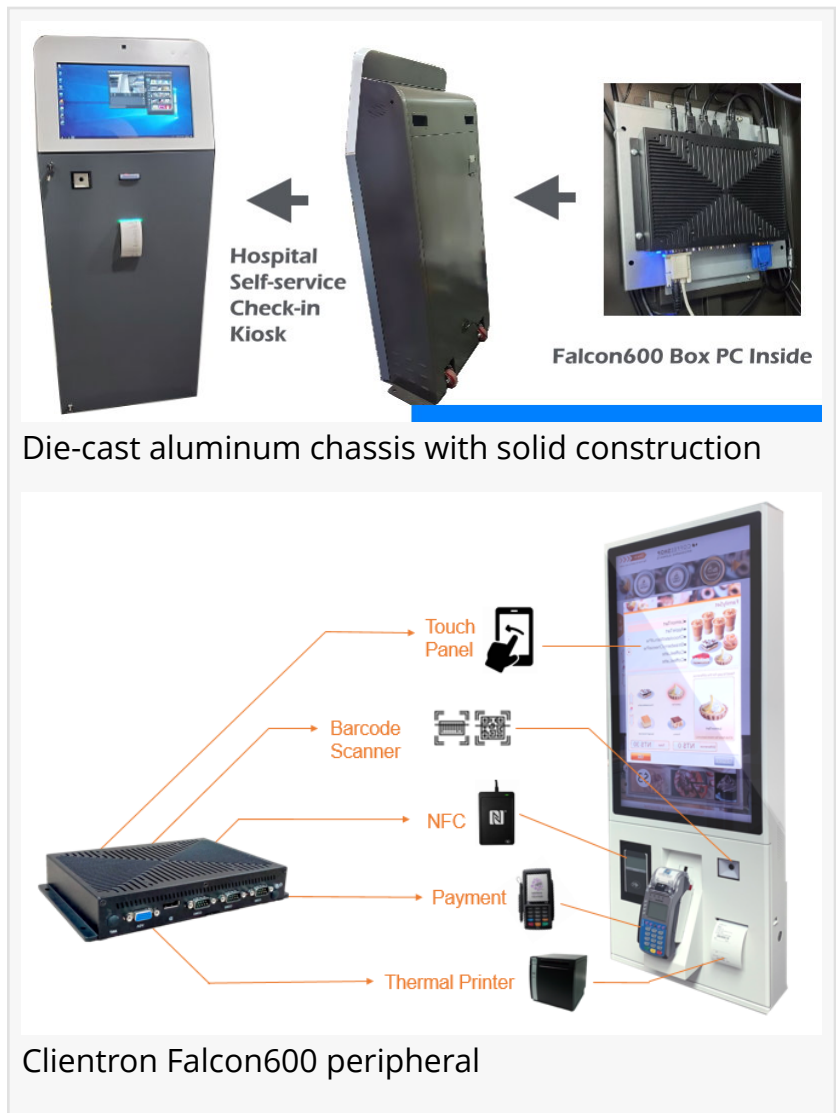 Hospital
Self-service
Check-in
Kiosk
Falcon600 Box PC Inside
Die-cast aluminum chassis with solid construction
Touch
Panel
Barcode
Scanner
NFC
Payment
Thermal Printer
Clientron Falcon600 peripheral